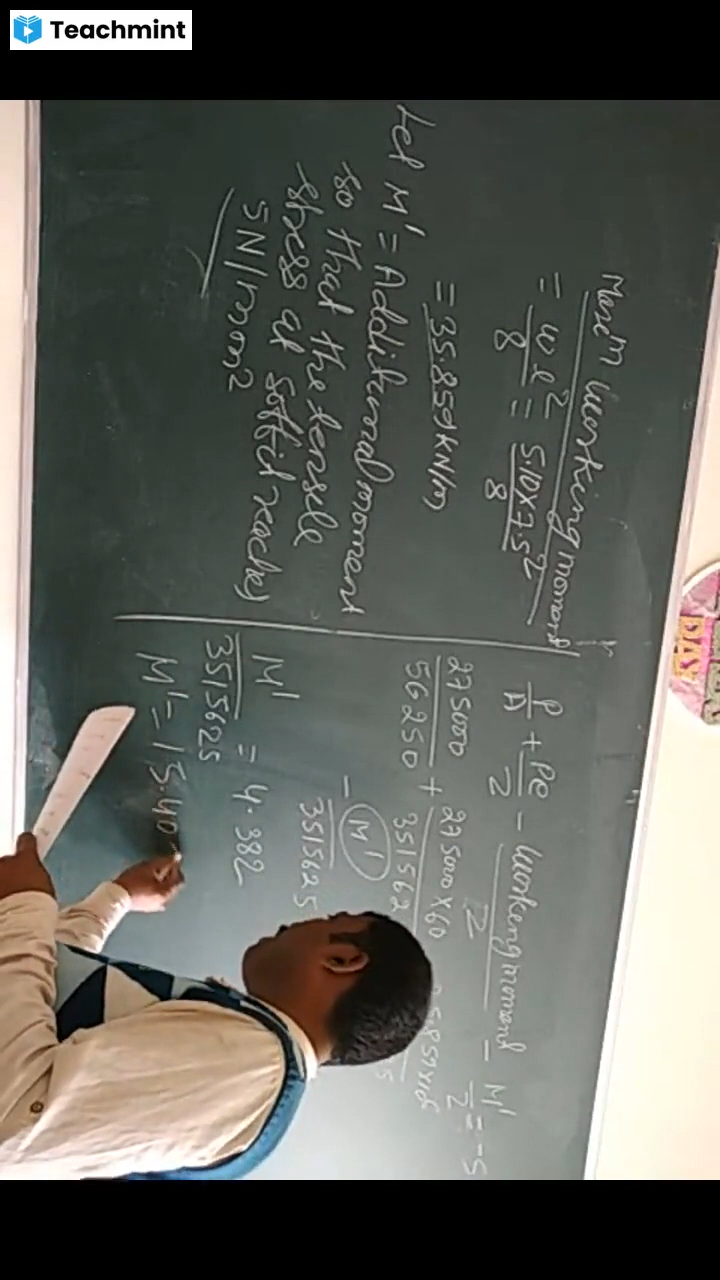 Teachmint
Maxᵐ working moment
= wl²/8 = 5.10×7.5²/8
= 35.859 kN/m
Let M' = Additional moment
so that the tensile
stress at soffit reaches
5N/mm2
P/A + Pe/Z - working moment/Z - M'/Z = -5
275000/56250 + 275000×60/351562
- M'/3515625
M'/3515625 = 4.382
M' = 15.40
DAY